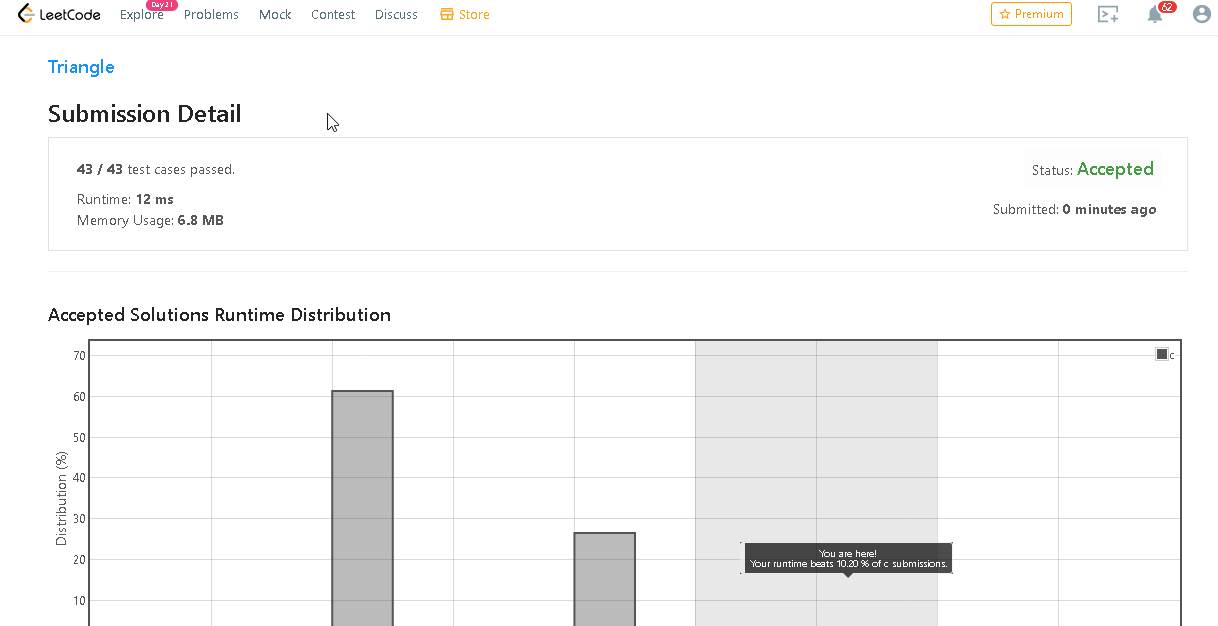 LeetCode Explore Day 21 Problems Mock Contest Discuss Store Premium 62
Triangle
Submission Detail
43 / 43 test cases passed.
Status: Accepted
Runtime: 12 ms
Submitted: 0 minutes ago
Memory Usage: 6.8 MB
Accepted Solutions Runtime Distribution
70
c
60
50
40
30
20
10
Distribution (%)
You are here!
Your runtime beats 10.20 % of c submissions.